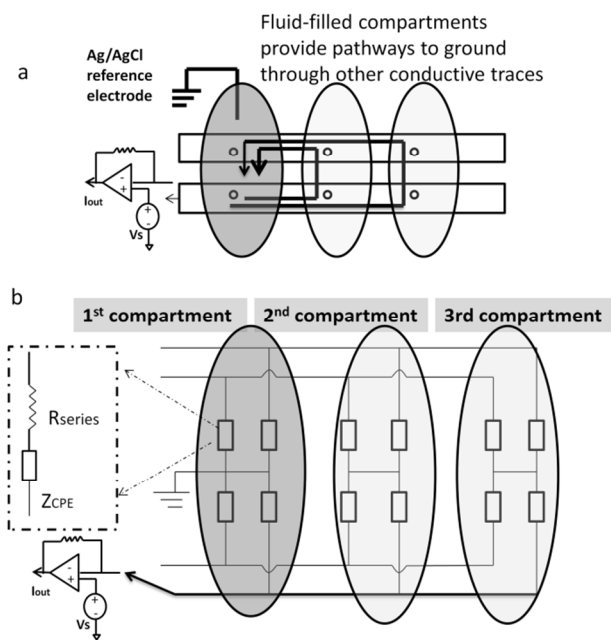 Fluid-filled compartments
provide pathways to ground
through other conductive traces
Ag/AgCl
reference
electrode
a
Iout
Vs
b
1st compartment
2nd compartment
3rd compartment
Rseries
ZCPE
Iout
Vs